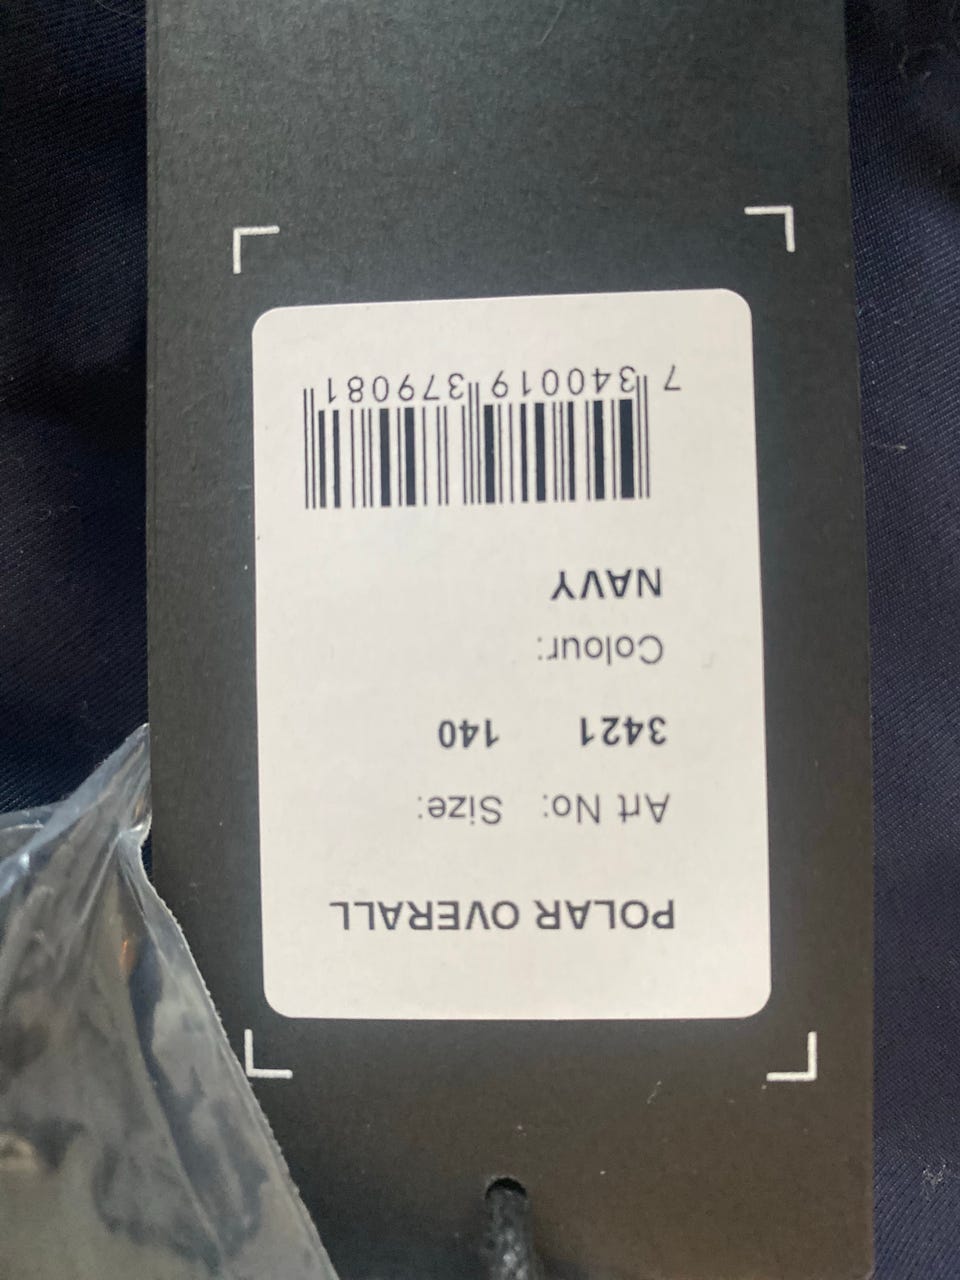 POLAR OVERALL
Art No: Size:
3421 140
Colour:
NAVY
7 340019 379081